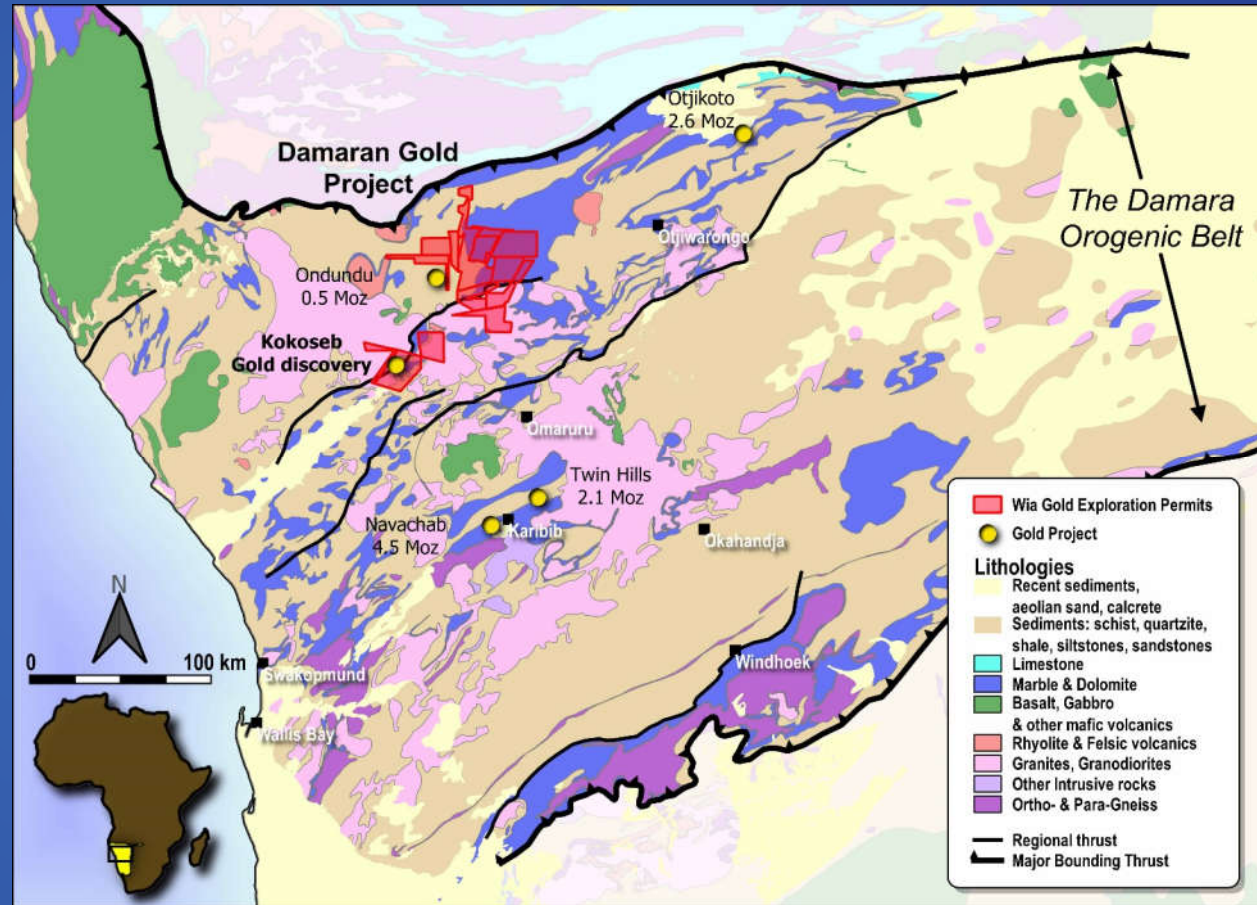 Otjikoto
2.6 Moz
Damaran Gold
Project
The Damara
Orogenic Belt
Otjiwarongo
Ondundu
0.5 Moz
Kokoseb
Gold discovery
Omaruru
Twin Hills
2.1 Moz
Navachab
4.5 Moz
Karibib
Okahandja
N
0
100 km
Swakopmund
Windhoek
Wallis Bay
Wia Gold Exploration Permits
Gold Project
Lithologies
Recent sediments,
aeolian sand, calcrete
Sediments: schist, quartzite,
shale, siltstones, sandstones
Limestone
Marble & Dolomite
Basalt, Gabbro
& other mafic volcanics
Rhyolite & Felsic volcanics
Granites, Granodiorites
Other Intrusive rocks
Ortho- & Para-Gneiss
Regional thrust
Major Bounding Thrust